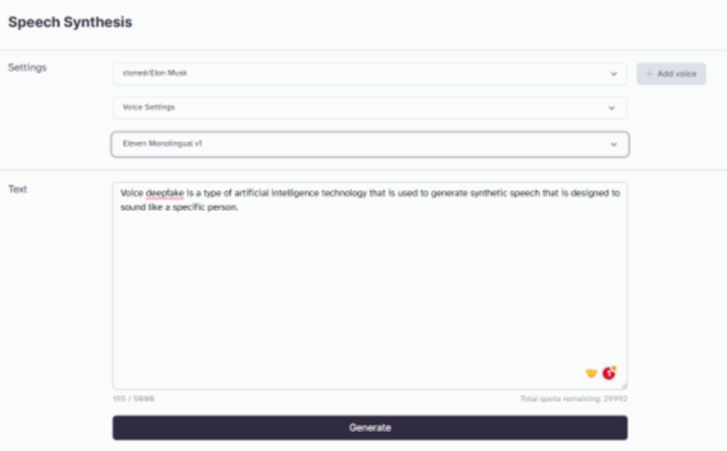 Speech Synthesis
Settings
cloned/Elon Musk
+ Add voice
Voice Settings
Eleven Monolingual v1
Text
Voice deepfake is a type of artificial intelligence technology that is used to generate synthetic speech that is designed to
sound like a specific person.
155 / 5000
Total quota remaining: 29992
Generate